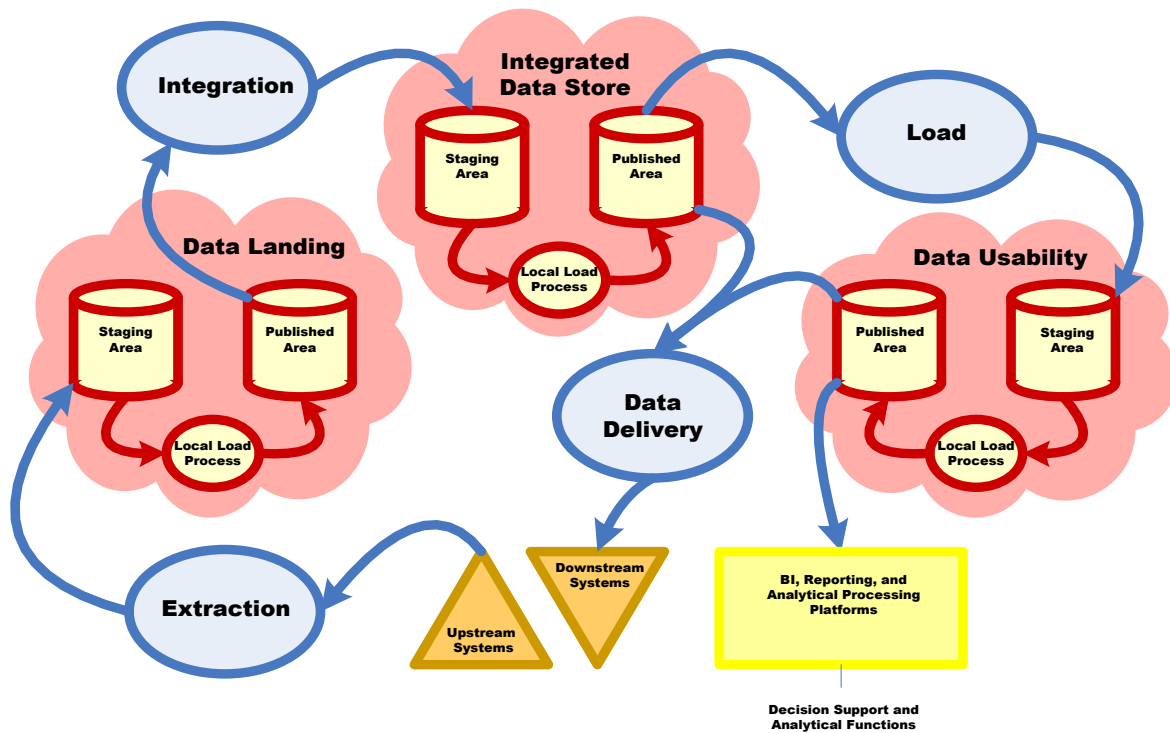 Integration
Integrated
Data Store
Load
Staging
Area
Published
Area
Local Load
Process
Data Landing
Staging
Area
Published
Area
Local Load
Process
Data Usability
Published
Area
Staging
Area
Local Load
Process
Data
Delivery
Extraction
Upstream
Systems
Downstream
Systems
BI, Reporting, and
Analytical Processing
Platforms
Decision Support and
Analytical Functions